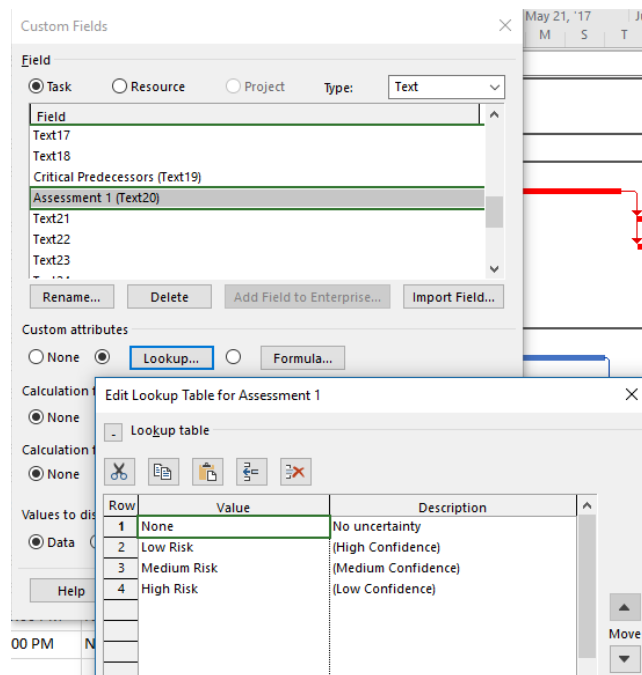 May 21, '17
M S T
Custom Fields
Field
Task Resource Project Type: Text
Field
Text17
Text18
Critical Predecessors (Text19)
Assessment 1 (Text20)
Text21
Text22
Text23
Rename... Delete Add Field to Enterprise... Import Field...
Custom attributes
None Lookup... Formula...
Calculation
None
Calculation
None
Values to dis
Data
Help
00 PM N
Edit Lookup Table for Assessment 1
- Lookup table
Row Value Description
1 None No uncertainty
2 Low Risk (High Confidence)
3 Medium Risk (Medium Confidence)
4 High Risk (Low Confidence)
Move